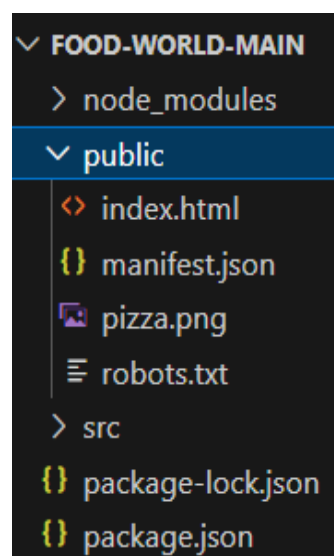 FOOD-WORLD-MAIN
node_modules
public
index.html
manifest.json
pizza.png
robots.txt
src
package-lock.json
package.json